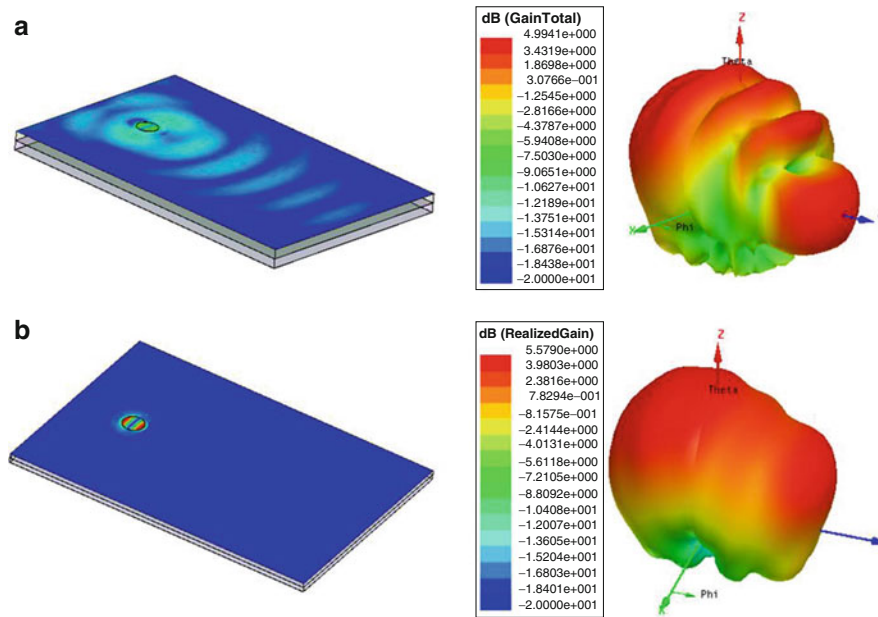 a
dB (GainTotal)
4.9941e+000
3.4319e+000
1.8698e+000
3.0766e−001
−1.2545e+000
−2.8166e+000
−4.3787e+000
−5.9408e+000
−7.5030e+000
−9.0651e+000
−1.0627e+001
−1.2189e+001
−1.3751e+001
−1.5314e+001
−1.6876e+001
−1.8438e+001
−2.0000e+001
Z
Theta
X
Phi
b
dB (RealizedGain)
5.5790e+000
3.9803e+000
2.3816e+000
7.8294e−001
−8.1575e−001
−2.4144e+000
−4.0131e+000
−5.6118e+000
−7.2105e+000
−8.8092e+000
−1.0408e+001
−1.2007e+001
−1.3605e+001
−1.5204e+001
−1.6803e+001
−1.8401e+001
−2.0000e+001
Z
Theta
X
Phi